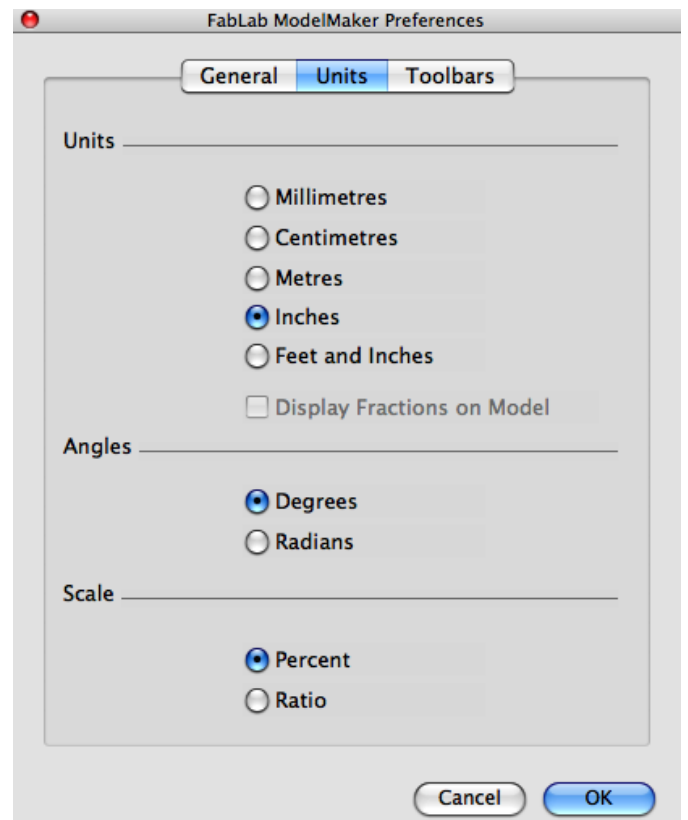 FabLab ModelMaker Preferences
General Units Toolbars
Units
Millimetres
Centimetres
Metres
Inches
Feet and Inches
Display Fractions on Model
Angles
Degrees
Radians
Scale
Percent
Ratio
Cancel OK